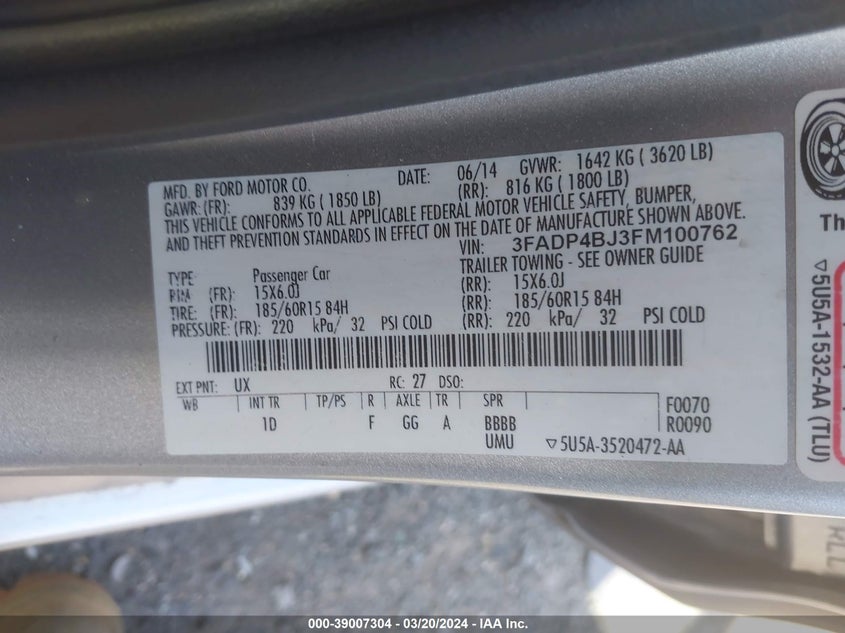 MFD. BY FORD MOTOR CO. DATE: 06/14 GVWR: 1642 KG ( 3620 LB)
GAWR: (FR): 839 KG ( 1850 LB) (RR): 816 KG ( 1800 LB)
THIS VEHICLE CONFORMS TO ALL APPLICABLE FEDERAL MOTOR VEHICLE SAFETY, BUMPER,
AND THEFT PREVENTION STANDARDS IN EFFECT ON THE DATE OF MANUFACTURE SHOWN ABOVE.
VIN: 3FADP4BJ3FM100762
TRAILER TOWING - SEE OWNER GUIDE
TYPE: Passenger Car
RIM (FR): 15X6.0J (RR): 15X6.0J
TIRE: (FR): 185/60R15 84H (RR): 185/60R15 84H
PRESSURE: (FR): 220 kPa/ 32 PSI COLD (RR): 220 kPa/ 32 PSI COLD
EXT PNT: UX RC: 27 DSO:
WB INT TR TP/PS R AXLE TR SPR F0070
1D F GG A BBBB R0090
UMU ▽5U5A-3520472-AA
Th
▽5U5A-1532-AA (TLU)
000-39007304 — 03/20/2024 — IAA Inc.